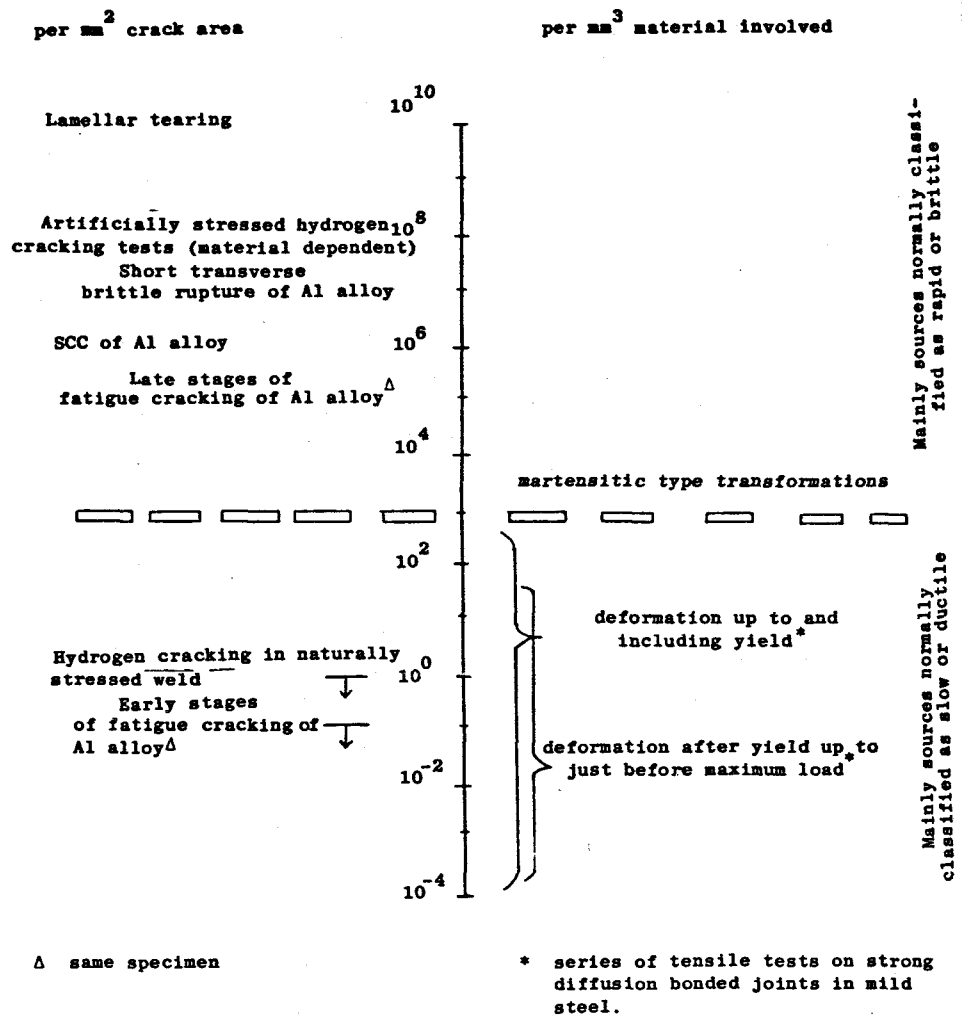 per mm² crack area
per mm³ material involved
10¹⁰
Lamellar tearing
Artificially stressed hydrogen
10⁸
cracking tests (material dependent)
Short transverse
brittle rupture of Al alloy
SCC of Al alloy
10⁶
Late stages of
fatigue cracking of Al alloy Δ
10⁴
Mainly sources normally classi-
fied as rapid or brittle
martensitic type transformations
10²
deformation up to and
including yield*
Hydrogen cracking in naturally
stressed weld
10⁰
Early stages
of fatigue cracking of
Al alloy Δ
deformation after yield up to
just before maximum load*
10⁻²
10⁻⁴
Mainly sources normally
classified as slow or ductile
Δ same specimen
* series of tensile tests on strong
diffusion bonded joints in mild
steel.